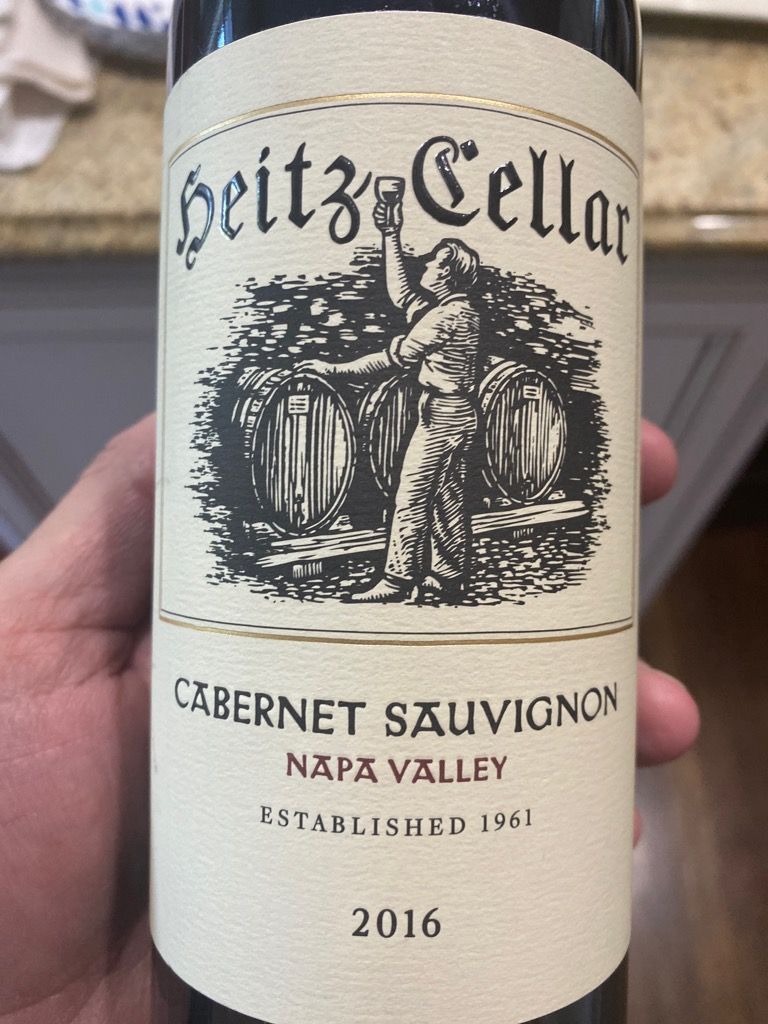 Heitz Cellar
CABERNET SAUVIGNON
NAPA VALLEY
ESTABLISHED 1961
2016